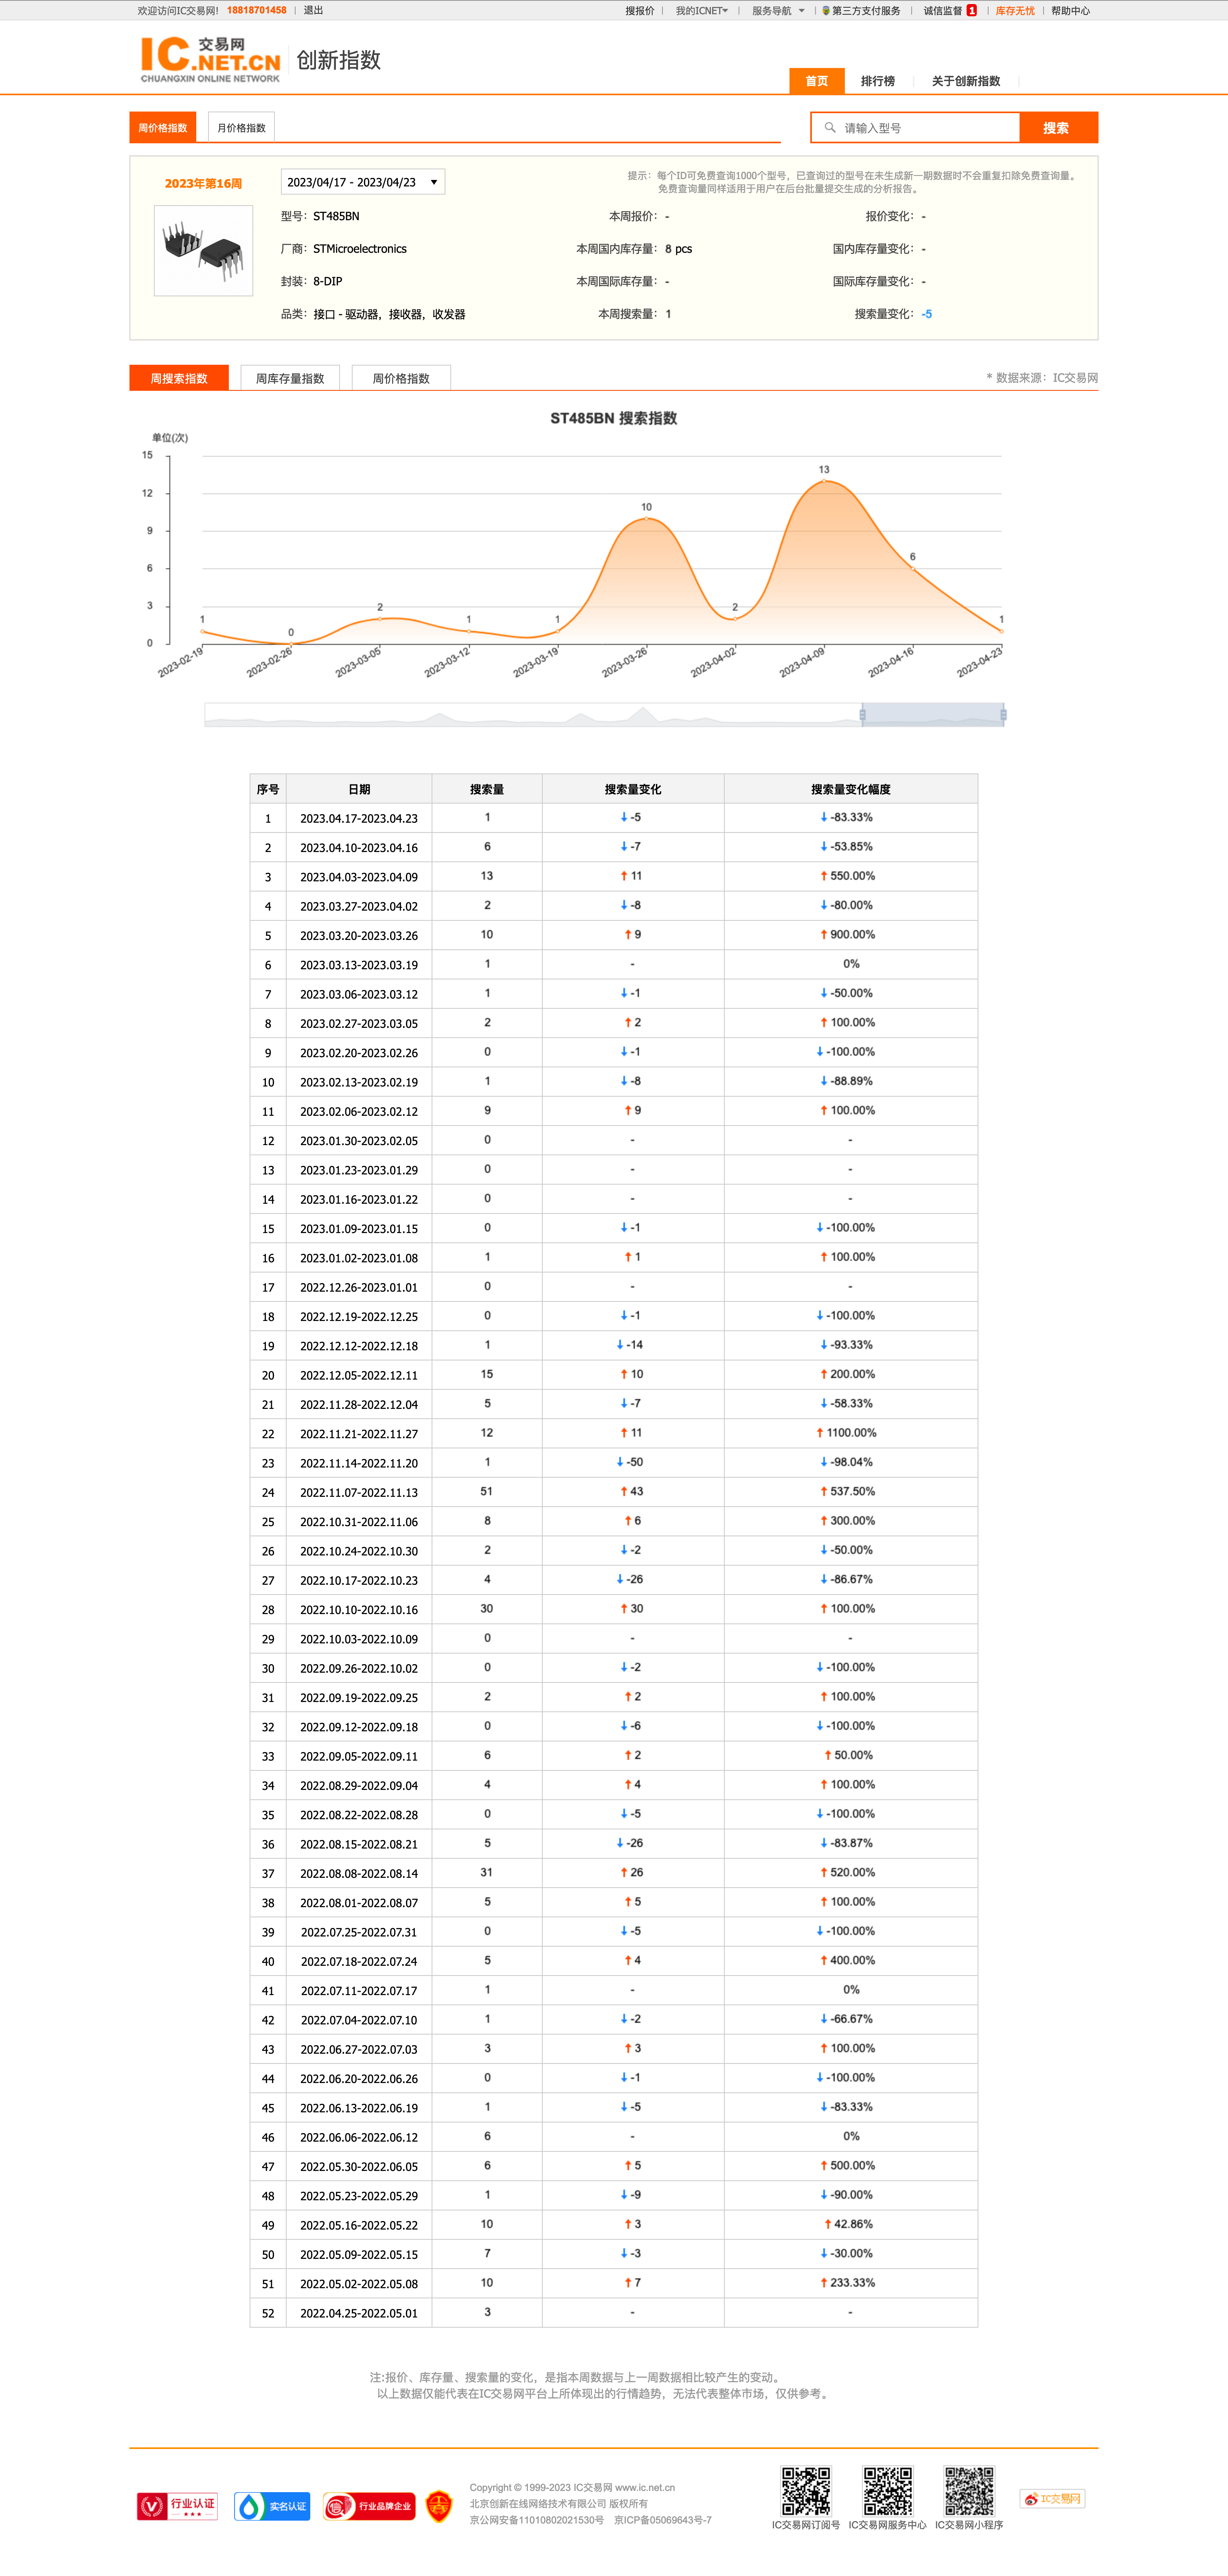 欢迎访问IC交易网! 18818701458 | 退出 搜报价 | 我的ICNET | 服务导航 | 第三方支付服务 | 诚信监督 1 | 库存无忧 | 帮助中心
IC交易网 .NET.CN
CHUANGXIN ONLINE NETWORK
创新指数
首页 排行榜 关于创新指数
周价格指数 月价格指数 请输入型号 搜索
2023年第16周 2023/04/17 - 2023/04/23
提示：每个ID可免费查询1000个型号，已查询过的型号在未生成新一期数据时不会重复扣除免费查询量。
免费查询量同样适用于用户在后台批量提交生成的分析报告。
型号：ST485BN 本周报价：- 报价变化：-
厂商：STMicroelectronics 本周国内库存量：8 pcs 国内库存量变化：-
封装：8-DIP 本周国际库存量：- 国际库存量变化：-
品类：接口 - 驱动器，接收器，收发器 本周搜索量：1 搜索量变化：-5
周搜索指数 周库存量指数 周价格指数 * 数据来源：IC交易网
ST485BN 搜索指数
单位(次)
15
12
9
6
3
0
1 0 2 1 1 10 2 13 6 1
2023-02-19 2023-02-26 2023-03-05 2023-03-12 2023-03-19 2023-03-26 2023-04-02 2023-04-09 2023-04-16 2023-04-23
序号 日期 搜索量 搜索量变化 搜索量变化幅度
1 2023.04.17-2023.04.23 1 ↓-5 ↓-83.33%
2 2023.04.10-2023.04.16 6 ↓-7 ↓-53.85%
3 2023.04.03-2023.04.09 13 ↑11 ↑550.00%
4 2023.03.27-2023.04.02 2 ↓-8 ↓-80.00%
5 2023.03.20-2023.03.26 10 ↑9 ↑900.00%
6 2023.03.13-2023.03.19 1 - 0%
7 2023.03.06-2023.03.12 1 ↓-1 ↓-50.00%
8 2023.02.27-2023.03.05 2 ↑2 ↑100.00%
9 2023.02.20-2023.02.26 0 ↓-1 ↓-100.00%
10 2023.02.13-2023.02.19 1 ↓-8 ↓-88.89%
11 2023.02.06-2023.02.12 9 ↑9 ↑100.00%
12 2023.01.30-2023.02.05 0 - -
13 2023.01.23-2023.01.29 0 - -
14 2023.01.16-2023.01.22 0 - -
15 2023.01.09-2023.01.15 0 ↓-1 ↓-100.00%
16 2023.01.02-2023.01.08 1 ↑1 ↑100.00%
17 2022.12.26-2023.01.01 0 - -
18 2022.12.19-2022.12.25 0 ↓-1 ↓-100.00%
19 2022.12.12-2022.12.18 1 ↓-14 ↓-93.33%
20 2022.12.05-2022.12.11 15 ↑10 ↑200.00%
21 2022.11.28-2022.12.04 5 ↓-7 ↓-58.33%
22 2022.11.21-2022.11.27 12 ↑11 ↑1100.00%
23 2022.11.14-2022.11.20 1 ↓-50 ↓-98.04%
24 2022.11.07-2022.11.13 51 ↑43 ↑537.50%
25 2022.10.31-2022.11.06 8 ↑6 ↑300.00%
26 2022.10.24-2022.10.30 2 ↓-2 ↓-50.00%
27 2022.10.17-2022.10.23 4 ↓-26 ↓-86.67%
28 2022.10.10-2022.10.16 30 ↑30 ↑100.00%
29 2022.10.03-2022.10.09 0 - -
30 2022.09.26-2022.10.02 0 ↓-2 ↓-100.00%
31 2022.09.19-2022.09.25 2 ↑2 ↑100.00%
32 2022.09.12-2022.09.18 0 ↓-6 ↓-100.00%
33 2022.09.05-2022.09.11 6 ↑2 ↑50.00%
34 2022.08.29-2022.09.04 4 ↑4 ↑100.00%
35 2022.08.22-2022.08.28 0 ↓-5 ↓-100.00%
36 2022.08.15-2022.08.21 5 ↓-26 ↓-83.87%
37 2022.08.08-2022.08.14 31 ↑26 ↑520.00%
38 2022.08.01-2022.08.07 5 ↑5 ↑100.00%
39 2022.07.25-2022.07.31 0 ↓-5 ↓-100.00%
40 2022.07.18-2022.07.24 5 ↑4 ↑400.00%
41 2022.07.11-2022.07.17 1 - 0%
42 2022.07.04-2022.07.10 1 ↓-2 ↓-66.67%
43 2022.06.27-2022.07.03 3 ↑3 ↑100.00%
44 2022.06.20-2022.06.26 0 ↓-1 ↓-100.00%
45 2022.06.13-2022.06.19 1 ↓-5 ↓-83.33%
46 2022.06.06-2022.06.12 6 - 0%
47 2022.05.30-2022.06.05 6 ↑5 ↑500.00%
48 2022.05.23-2022.05.29 1 ↓-9 ↓-90.00%
49 2022.05.16-2022.05.22 10 ↑3 ↑42.86%
50 2022.05.09-2022.05.15 7 ↓-3 ↓-30.00%
51 2022.05.02-2022.05.08 10 ↑7 ↑233.33%
52 2022.04.25-2022.05.01 3 - -
注:报价、库存量、搜索量的变化，是指本周数据与上一周数据相比较产生的变动。
以上数据仅能代表在IC交易网平台上所体现出的行情趋势，无法代表整体市场，仅供参考。
行业认证 实名认证 行业品牌企业
Copyright © 1999-2023 IC交易网 www.ic.net.cn
北京创新在线网络技术有限公司 版权所有
京公网安备11010802021530号 京ICP备05069643号-7
IC交易网订阅号 IC交易网服务中心 IC交易网小程序
IC交易网